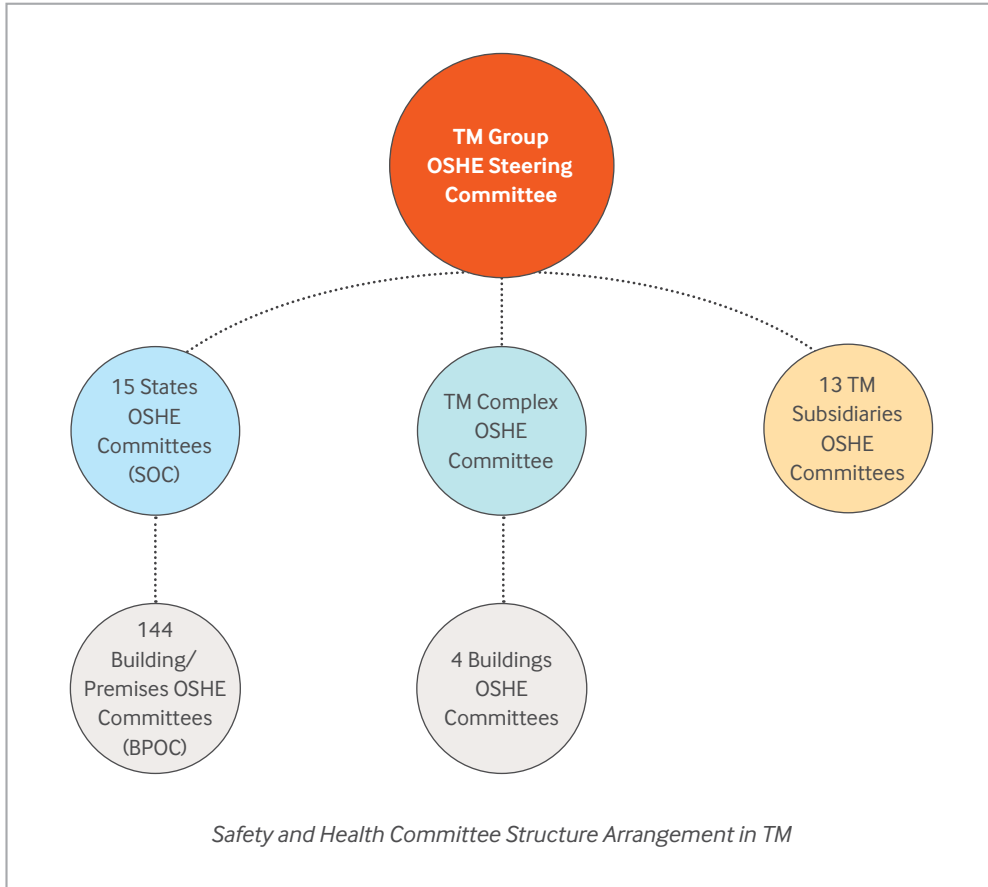 TM Group
OSHE Steering
Committee
15 States
OSHE
Committees
(SOC)
TM Complex
OSHE
Committee
13 TM
Subsidiaries
OSHE
Committees
144
Building/
Premises OSHE
Committees
(BPOC)
4 Buildings
OSHE
Committees
Safety and Health Committee Structure Arrangement in TM